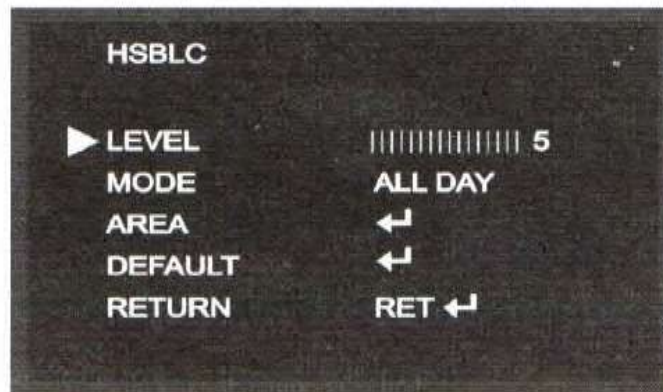 HSBLC
LEVEL 5
MODE ALL DAY
AREA ↵
DEFAULT ↵
RETURN RET ↵